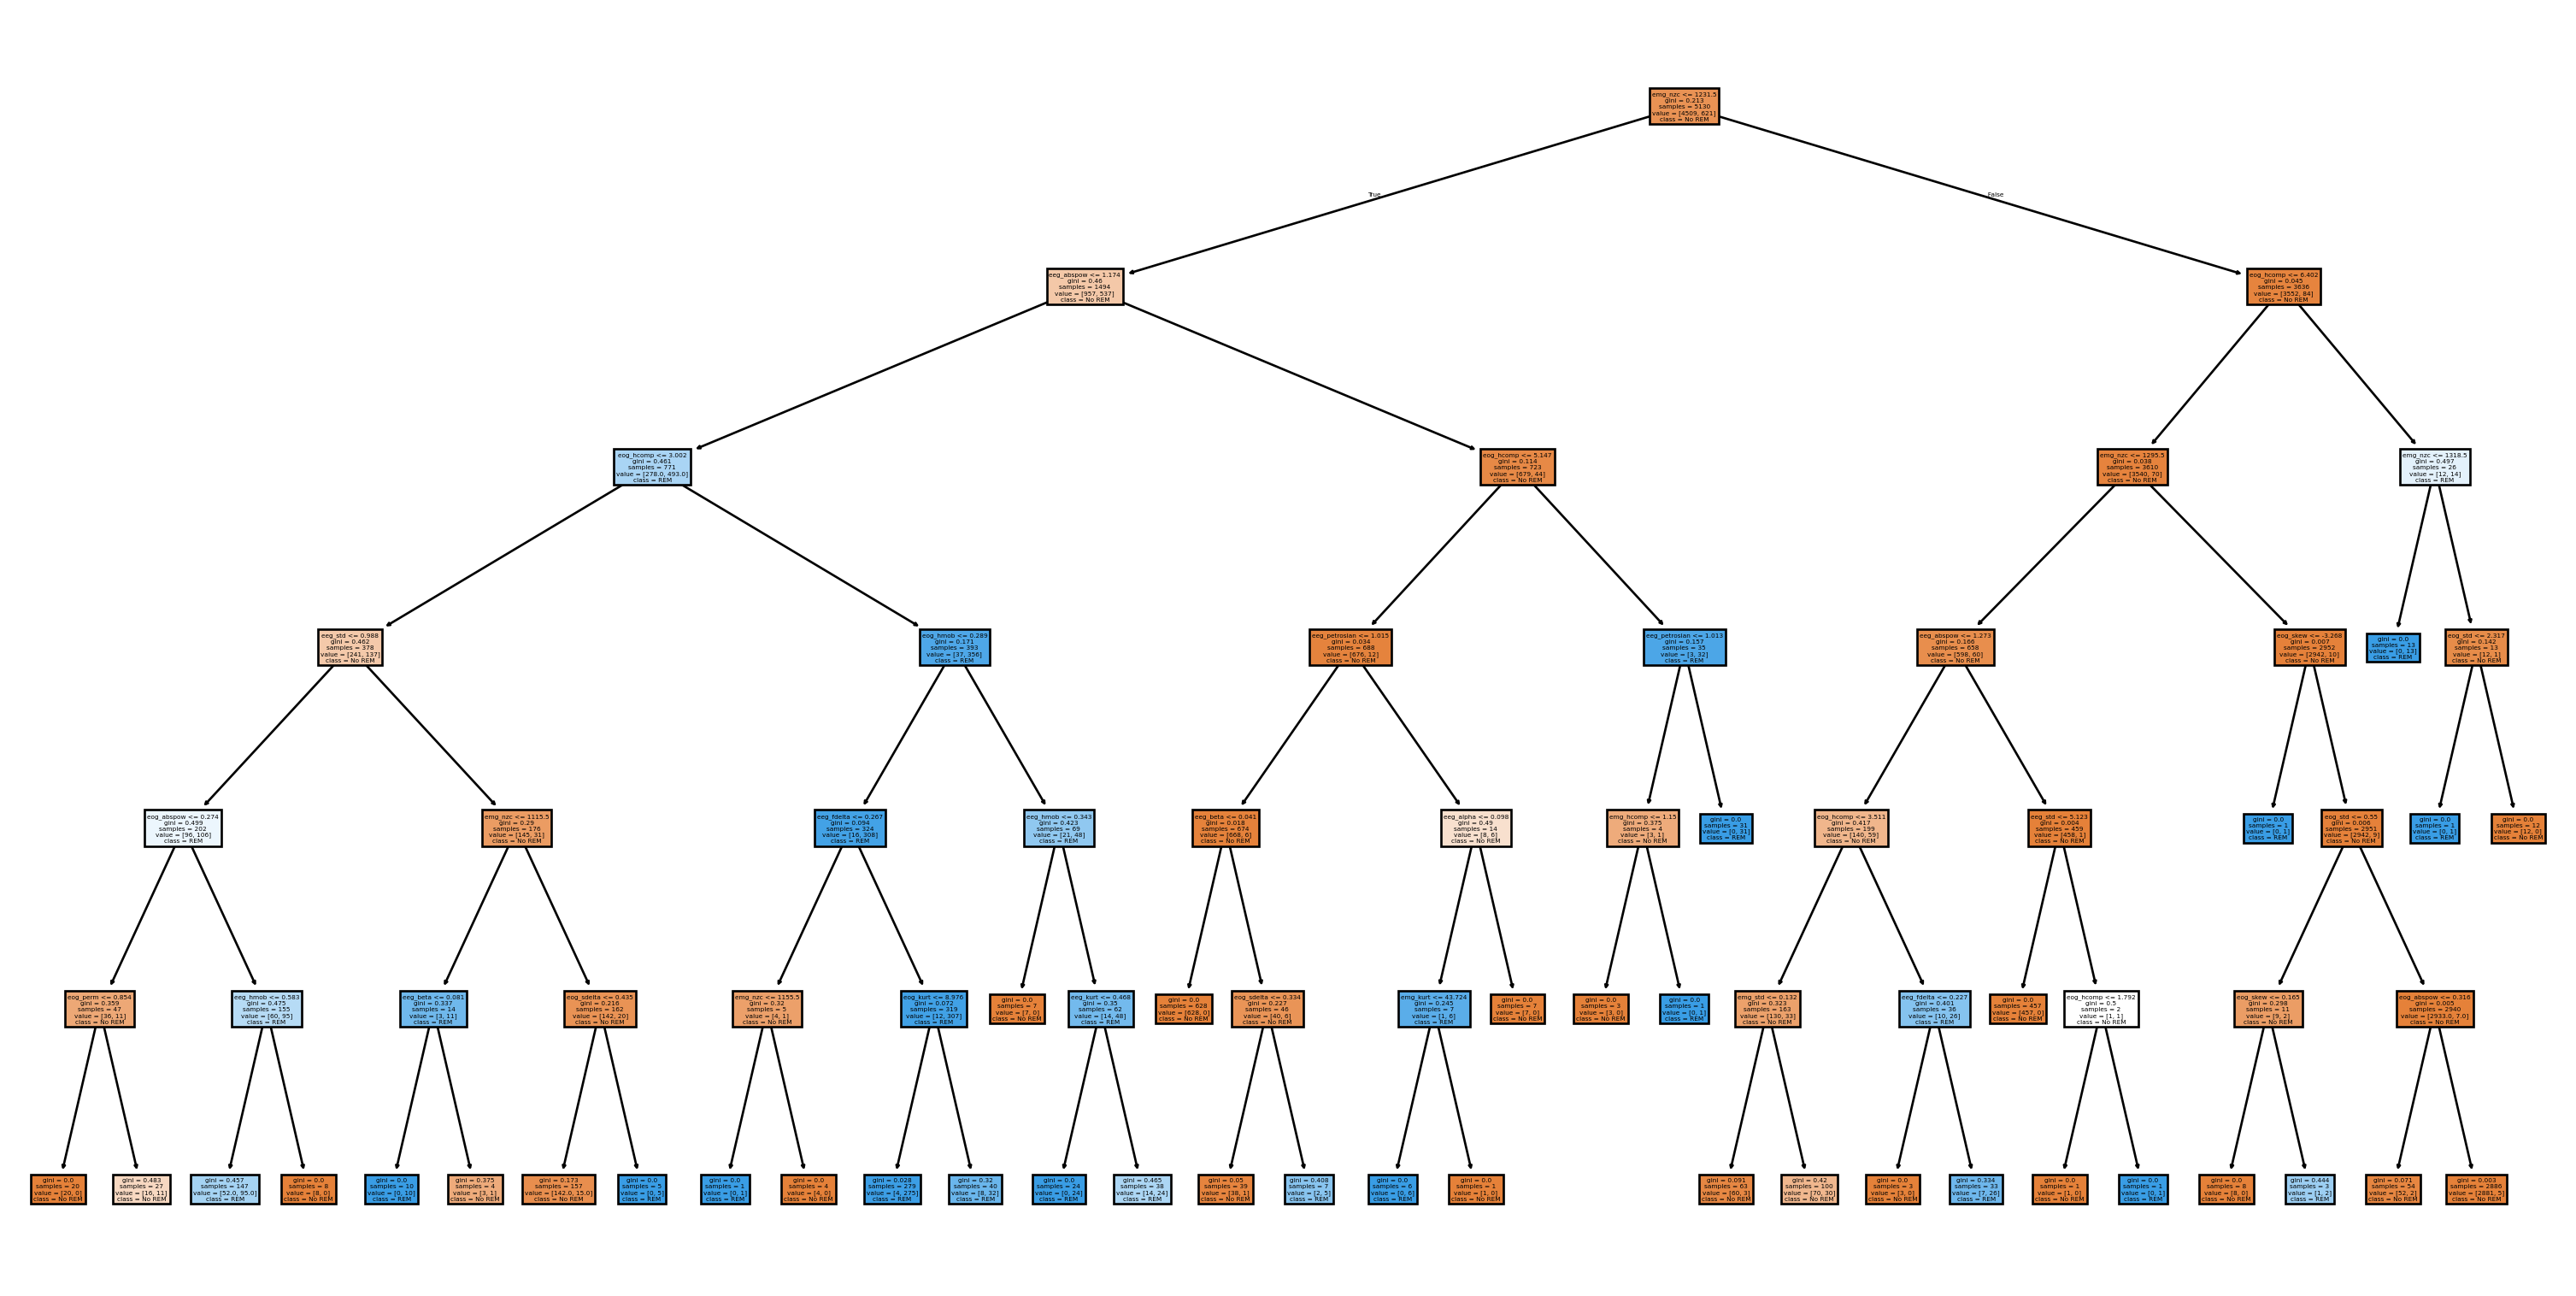 emg_nzc <= 1231.5
gini = 0.213
samples = 5130
value = [4509, 621]
class = No REM
True
False
eeg_abspow <= 1.174
gini = 0.46
samples = 1494
value = [957, 537]
class = No REM
eog_hcomp <= 6.402
gini = 0.045
samples = 3636
value = [3552, 84]
class = No REM
eog_hcomp <= 3.002
gini = 0.461
samples = 771
value = [278.0, 493.0]
class = REM
eog_hcomp <= 5.147
gini = 0.114
samples = 723
value = [679, 44]
class = No REM
emg_nzc <= 1295.5
gini = 0.038
samples = 3610
value = [3540, 70]
class = No REM
emg_nzc <= 1318.5
gini = 0.497
samples = 26
value = [12, 14]
class = REM
eeg_std <= 0.988
gini = 0.462
samples = 378
value = [241, 137]
class = No REM
eog_hmob <= 0.289
gini = 0.171
samples = 393
value = [37, 356]
class = REM
eeg_petrosian <= 1.015
gini = 0.034
samples = 688
value = [676, 12]
class = No REM
eeg_petrosian <= 1.013
gini = 0.157
samples = 35
value = [3, 32]
class = REM
eeg_abspow <= 1.273
gini = 0.166
samples = 658
value = [598, 60]
class = No REM
eog_skew <= -3.268
gini = 0.007
samples = 2952
value = [2942, 10]
class = No REM
gini = 0.0
samples = 13
value = [0, 13]
class = REM
eog_std <= 2.317
gini = 0.142
samples = 13
value = [12, 1]
class = No REM
eog_abspow <= 0.274
gini = 0.499
samples = 202
value = [96, 106]
class = REM
emg_nzc <= 1115.5
gini = 0.29
samples = 176
value = [145, 31]
class = No REM
eeg_fdelta <= 0.267
gini = 0.094
samples = 324
value = [16, 308]
class = REM
eeg_hmob <= 0.343
gini = 0.423
samples = 69
value = [21, 48]
class = REM
eeg_beta <= 0.041
gini = 0.018
samples = 674
value = [668, 6]
class = No REM
eeg_alpha <= 0.098
gini = 0.49
samples = 14
value = [8, 6]
class = No REM
emg_hcomp <= 1.15
gini = 0.375
samples = 4
value = [3, 1]
class = No REM
gini = 0.0
samples = 31
value = [0, 31]
class = REM
eog_hcomp <= 3.511
gini = 0.417
samples = 199
value = [140, 59]
class = No REM
eeg_std <= 5.123
gini = 0.004
samples = 459
value = [458, 1]
class = No REM
gini = 0.0
samples = 1
value = [0, 1]
class = REM
eog_std <= 0.55
gini = 0.006
samples = 2951
value = [2942, 9]
class = No REM
gini = 0.0
samples = 1
value = [0, 1]
class = REM
gini = 0.0
samples = 12
value = [12, 0]
class = No REM
eog_perm <= 0.854
gini = 0.359
samples = 47
value = [36, 11]
class = No REM
eeg_hmob <= 0.583
gini = 0.475
samples = 155
value = [60, 95]
class = REM
eeg_beta <= 0.081
gini = 0.337
samples = 14
value = [3, 11]
class = REM
eeg_sdelta <= 0.435
gini = 0.216
samples = 162
value = [142, 20]
class = No REM
emg_nzc <= 1155.5
gini = 0.32
samples = 5
value = [4, 1]
class = No REM
eeg_kurt <= 8.976
gini = 0.072
samples = 319
value = [12, 307]
class = REM
gini = 0.0
samples = 7
value = [7, 0]
class = No REM
eeg_kurt <= 0.468
gini = 0.35
samples = 62
value = [14, 48]
class = REM
gini = 0.0
samples = 628
value = [628, 0]
class = No REM
eeg_sdelta <= 0.334
gini = 0.227
samples = 46
value = [40, 6]
class = No REM
emg_kurt <= 43.724
gini = 0.245
samples = 7
value = [1, 6]
class = REM
gini = 0.0
samples = 7
value = [7, 0]
class = No REM
gini = 0.0
samples = 3
value = [3, 0]
class = No REM
gini = 0.0
samples = 1
value = [0, 1]
class = REM
emg_std <= 0.132
gini = 0.323
samples = 163
value = [130, 33]
class = No REM
eeg_fdelta <= 0.227
gini = 0.401
samples = 36
value = [10, 26]
class = REM
gini = 0.0
samples = 457
value = [457, 0]
class = No REM
eog_hcomp <= 1.792
gini = 0.5
samples = 2
value = [1, 1]
class = No REM
eeg_skew <= 0.165
gini = 0.298
samples = 11
value = [9, 2]
class = No REM
eog_abspow <= 0.316
gini = 0.005
samples = 2940
value = [2933.0, 7.0]
class = No REM
gini = 0.0
samples = 20
value = [20, 0]
class = No REM
gini = 0.483
samples = 27
value = [16, 11]
class = No REM
gini = 0.457
samples = 147
value = [52.0, 95.0]
class = REM
gini = 0.0
samples = 8
value = [8, 0]
class = No REM
gini = 0.0
samples = 10
value = [0, 10]
class = REM
gini = 0.375
samples = 4
value = [3, 1]
class = No REM
gini = 0.173
samples = 157
value = [142.0, 15.0]
class = No REM
gini = 0.0
samples = 5
value = [0, 5]
class = REM
gini = 0.0
samples = 1
value = [0, 1]
class = REM
gini = 0.0
samples = 4
value = [4, 0]
class = No REM
gini = 0.028
samples = 279
value = [4, 275]
class = REM
gini = 0.32
samples = 40
value = [8, 32]
class = REM
gini = 0.0
samples = 24
value = [0, 24]
class = REM
gini = 0.465
samples = 38
value = [14, 24]
class = REM
gini = 0.05
samples = 39
value = [38, 1]
class = No REM
gini = 0.408
samples = 7
value = [2, 5]
class = REM
gini = 0.0
samples = 6
value = [0, 6]
class = REM
gini = 0.0
samples = 1
value = [1, 0]
class = No REM
gini = 0.091
samples = 63
value = [60, 3]
class = No REM
gini = 0.42
samples = 100
value = [70, 30]
class = No REM
gini = 0.0
samples = 3
value = [3, 0]
class = No REM
gini = 0.334
samples = 33
value = [7, 26]
class = REM
gini = 0.0
samples = 1
value = [1, 0]
class = No REM
gini = 0.0
samples = 1
value = [0, 1]
class = REM
gini = 0.0
samples = 8
value = [8, 0]
class = No REM
gini = 0.444
samples = 3
value = [1, 2]
class = REM
gini = 0.071
samples = 54
value = [52, 2]
class = No REM
gini = 0.003
samples = 2886
value = [2881, 5]
class = No REM